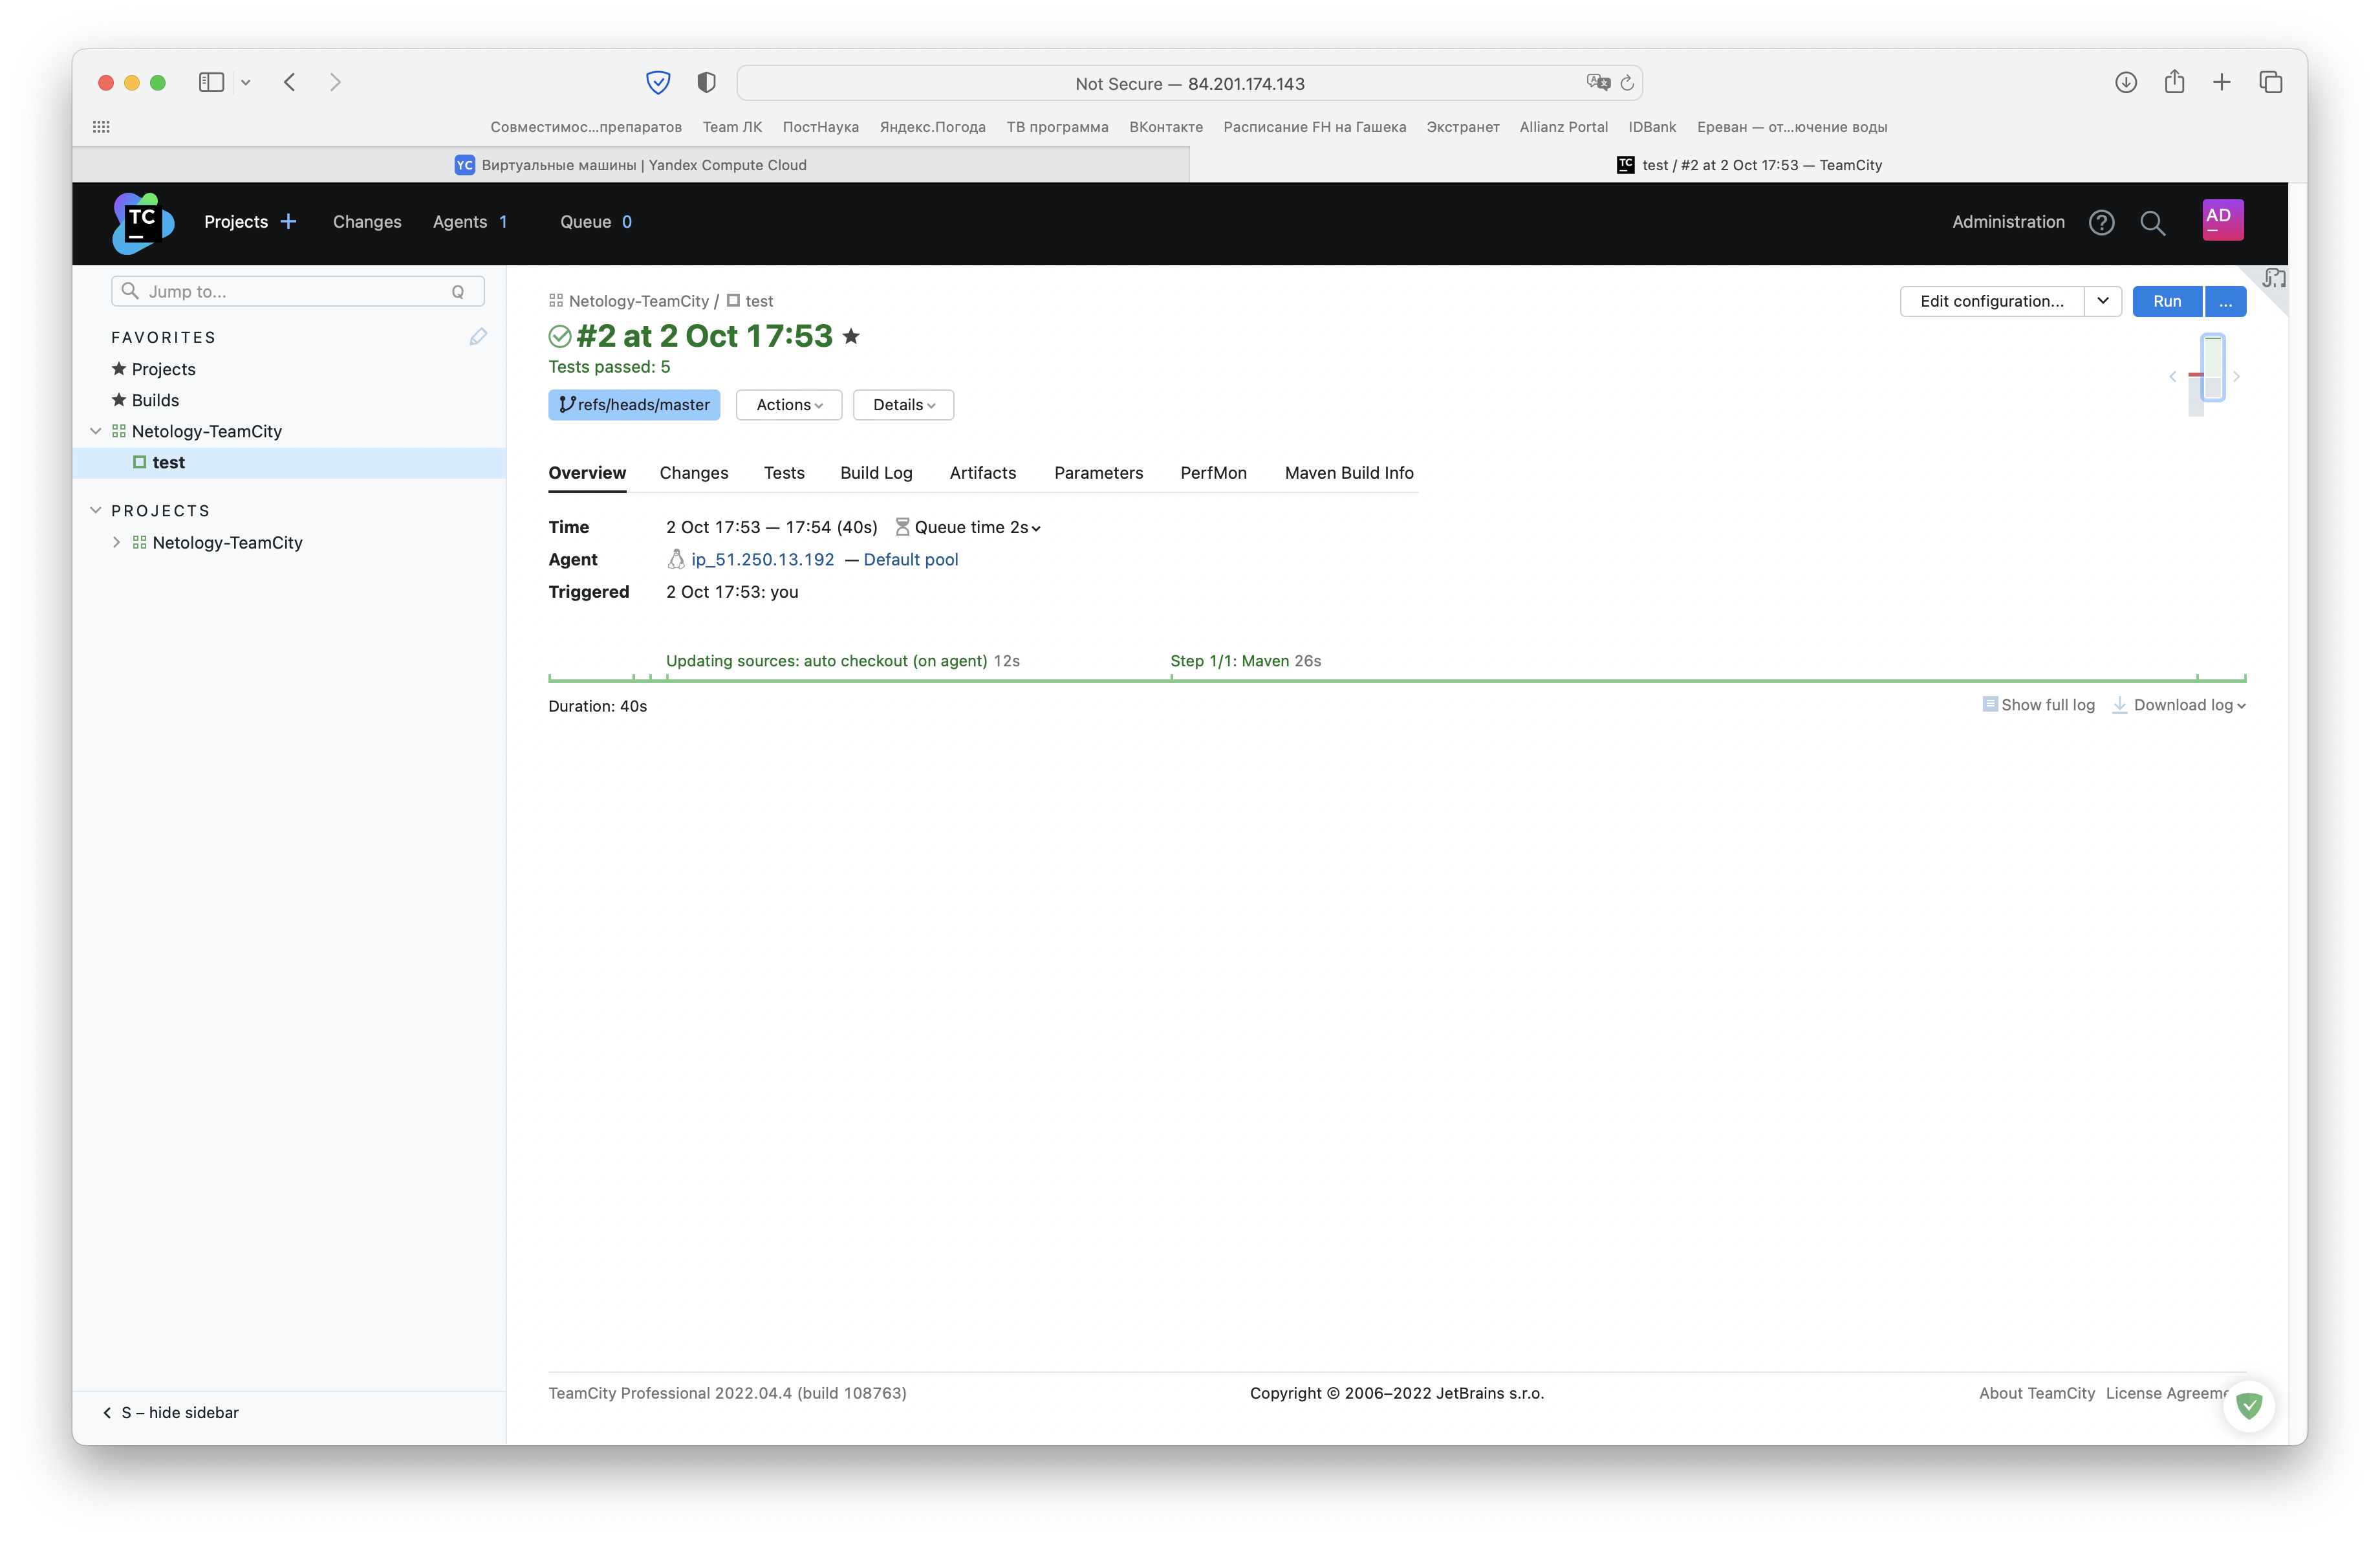 Not Secure — 84.201.174.143
Совместимос...препаратов Team ЛК ПостНаука Яндекс.Погода ТВ программа ВКонтакте Расписание FH на Гашека Экстранет Allianz Portal IDBank Ереван — от...ючение воды
YC Виртуальные машины | Yandex Compute Cloud
TC test / #2 at 2 Oct 17:53 — TeamCity
TC Projects Changes Agents 1 Queue 0 Administration AD
Jump to... Q
FAVORITES
Projects
Builds
Netology-TeamCity
test
PROJECTS
Netology-TeamCity
S – hide sidebar
Netology-TeamCity / test
Edit configuration... Run ...
#2 at 2 Oct 17:53
Tests passed: 5
refs/heads/master Actions Details
Overview Changes Tests Build Log Artifacts Parameters PerfMon Maven Build Info
Time 2 Oct 17:53 — 17:54 (40s) Queue time 2s
Agent ip_51.250.13.192 — Default pool
Triggered 2 Oct 17:53: you
Updating sources: auto checkout (on agent) 12s Step 1/1: Maven 26s
Duration: 40s Show full log Download log
TeamCity Professional 2022.04.4 (build 108763) Copyright © 2006–2022 JetBrains s.r.o. About TeamCity License Agreeme